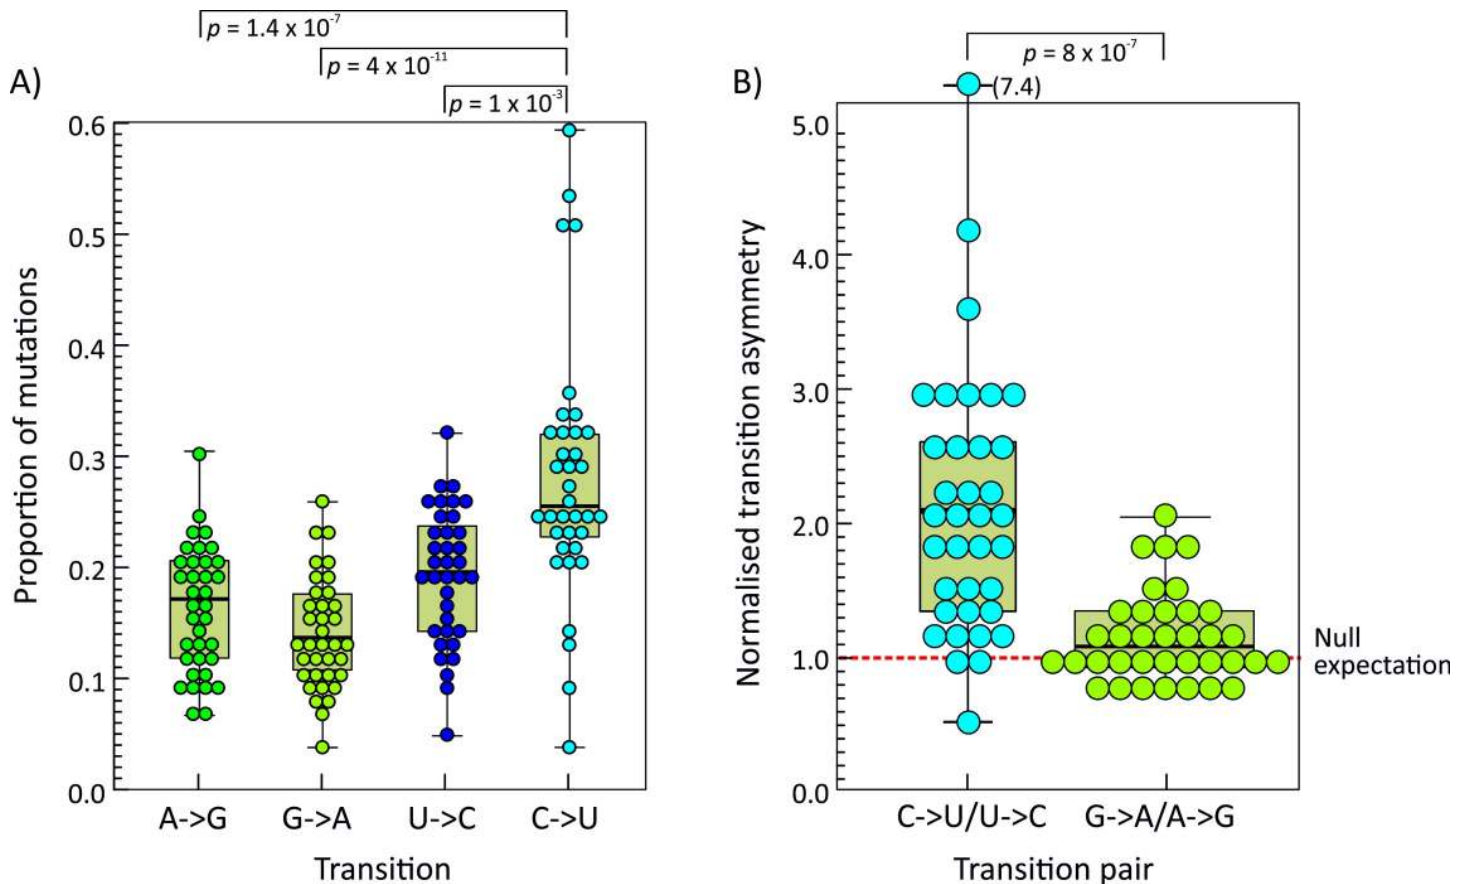 A)
p = 1.4 x 10⁻⁷
p = 4 x 10⁻¹¹
p = 1 x 10⁻³
Proportion of mutations
0.6
0.5
0.4
0.3
0.2
0.1
0.0
A->G G->A U->C C->U
Transition
B)
p = 8 x 10⁻⁷
(7.4)
Normalised transition asymmetry
5.0
4.0
3.0
2.0
1.0
0.0
Null
expectation
C->U/U->C G->A/A->G
Transition pair